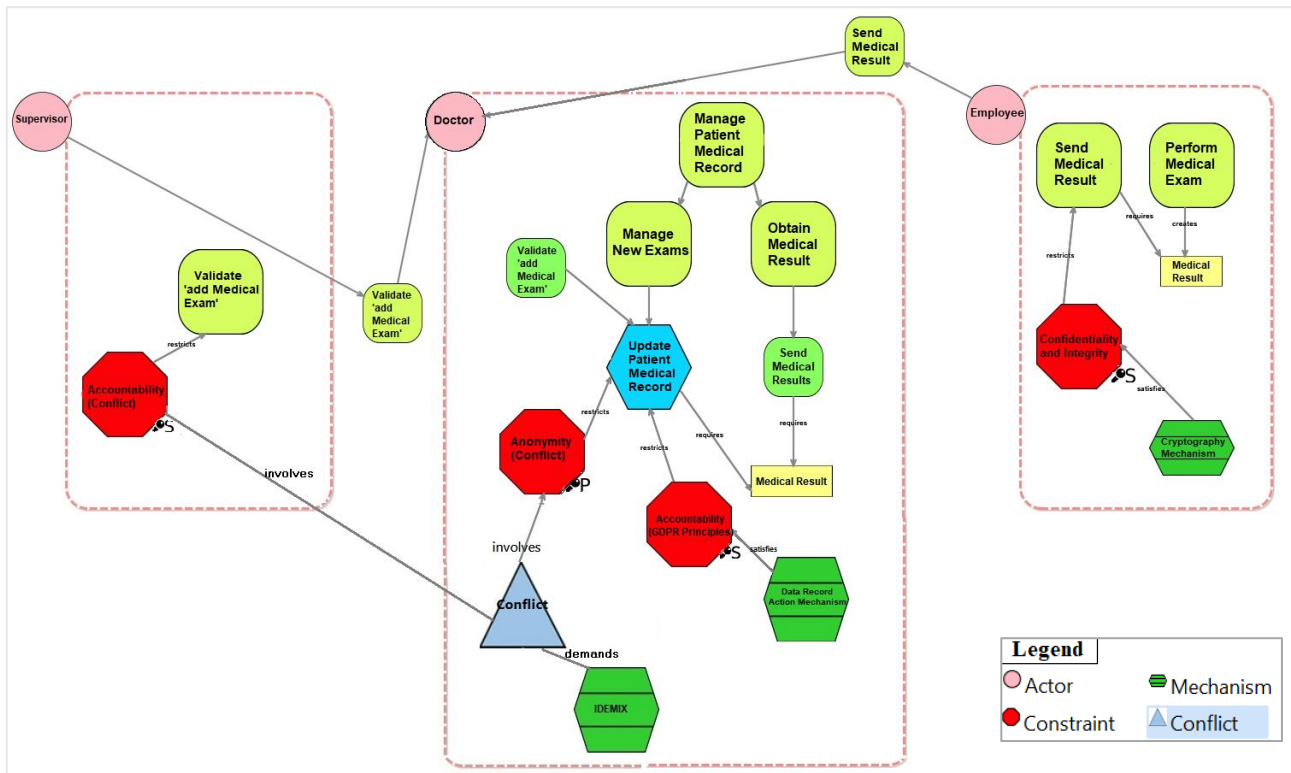 Send
Medical
Result
Supervisor
Doctor
Employee
Manage
Patient
Medical
Record
Send
Medical
Result
Perform
Medical
Exam
requires
creates
Medical
Result
restricts
Manage
New Exams
Obtain
Medical
Result
Validate
'add
Medical
Exam'
Validate
'add Medical
Exam'
Validate
'add
Medical
Exam'
restricts
Update
Patient
Medical
Record
Send
Medical
Results
Confidentiality
and Integrity
S
satisfies
Accountability
(Conflict)
S
restricts
requires
requires
restricts
Anonymity
(Conflict)
P
Cryptography
Mechanism
involves
Medical Result
Accountability
(GDPR Principles)
S
satisfies
involves
Conflict
Data Record
Action Mechanism
demands
IDEMIX
Legend
Actor
Mechanism
Constraint
Conflict